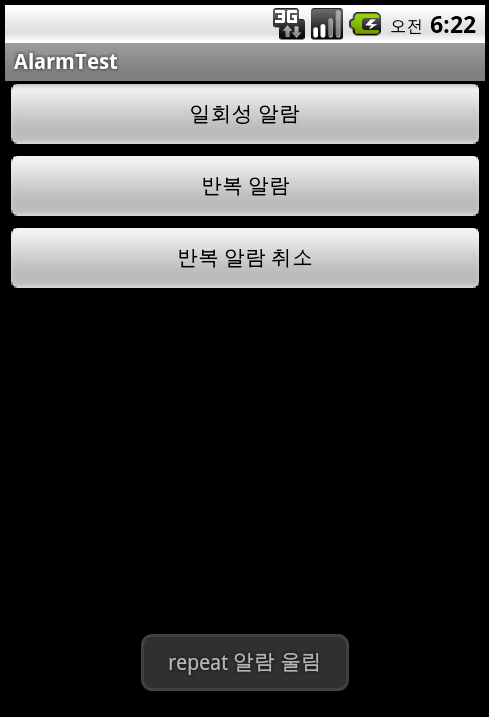 3G 오전 6:22
AlarmTest
일회성 알람
반복 알람
반복 알람 취소
repeat 알람 울림